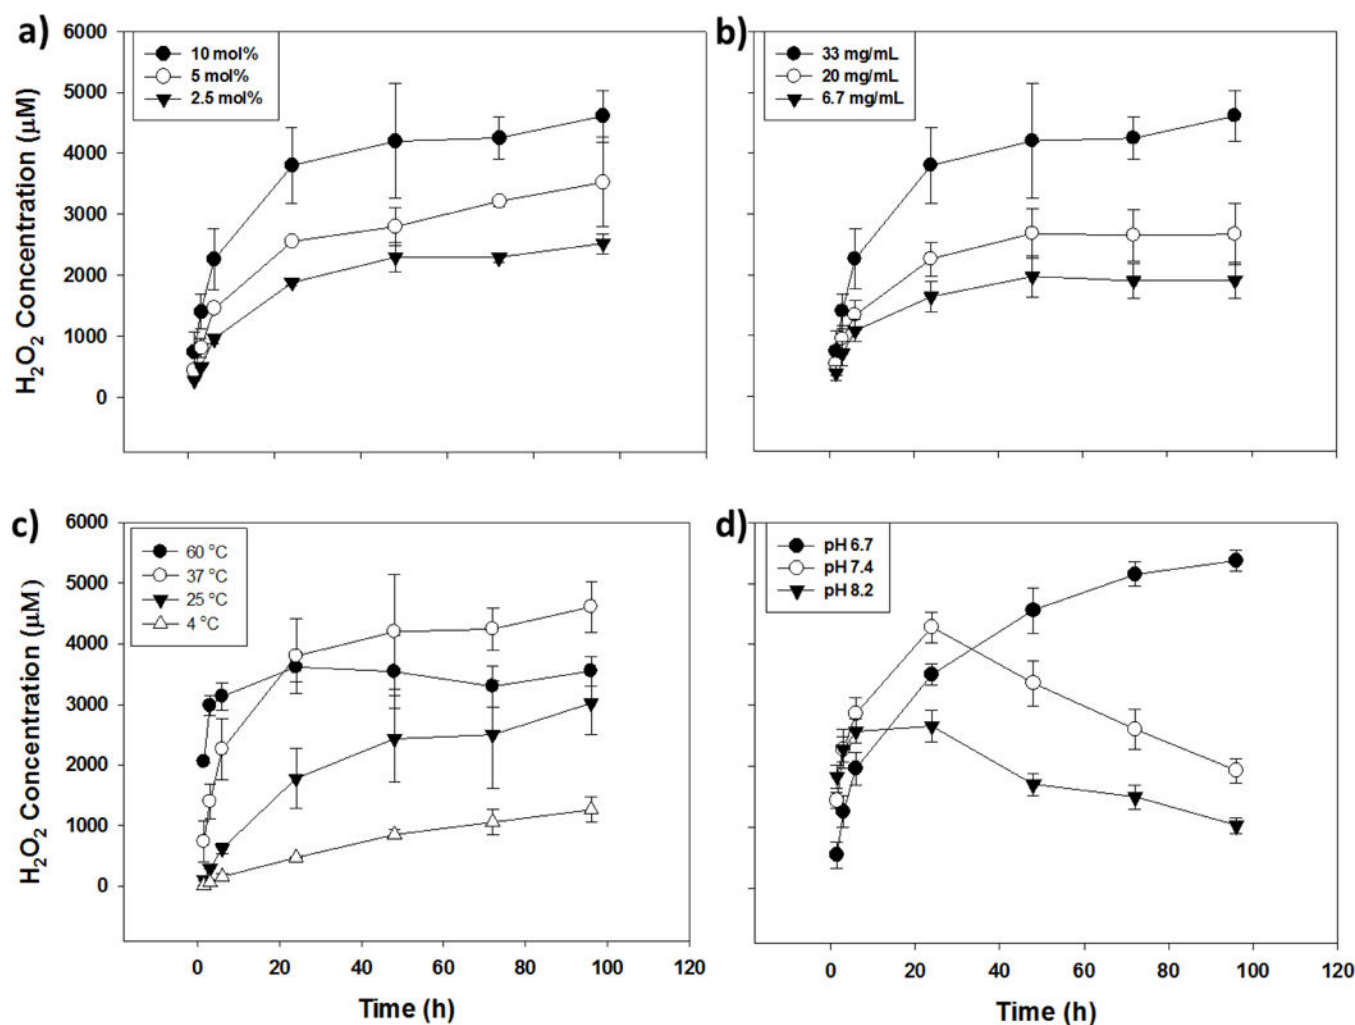 a)
6000
5000
4000
3000
2000
1000
0
H2O2 Concentration (µM)
10 mol%
5 mol%
2.5 mol%
b)
33 mg/mL
20 mg/mL
6.7 mg/mL
c)
6000
5000
4000
3000
2000
1000
0
H2O2 Concentration (µM)
60 °C
37 °C
25 °C
4 °C
0 20 40 60 80 100 120
Time (h)
d)
pH 6.7
pH 7.4
pH 8.2
0 20 40 60 80 100 120
Time (h)